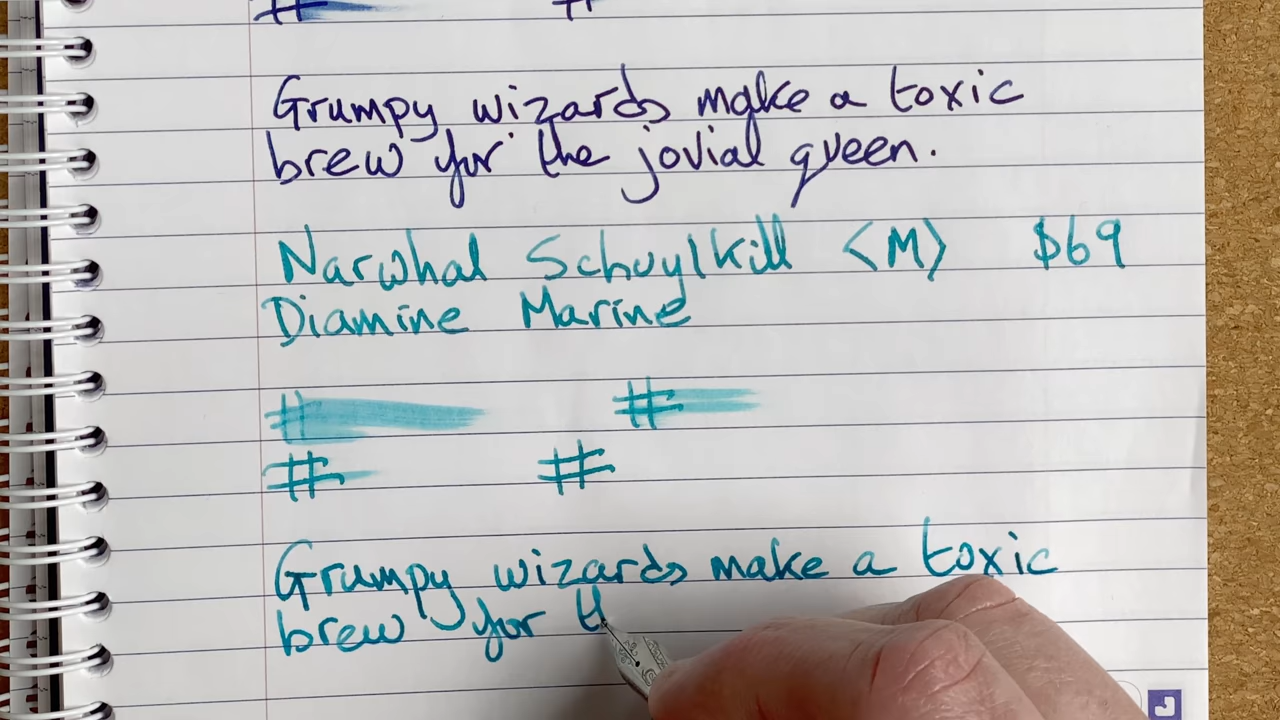 # #
Grumpy wizards make a toxic
brew for the jovial queen.
Narwhal Schuylkill <M> $69
Diamine Marine
# #
# #
Grumpy wizards make a toxic
brew for th